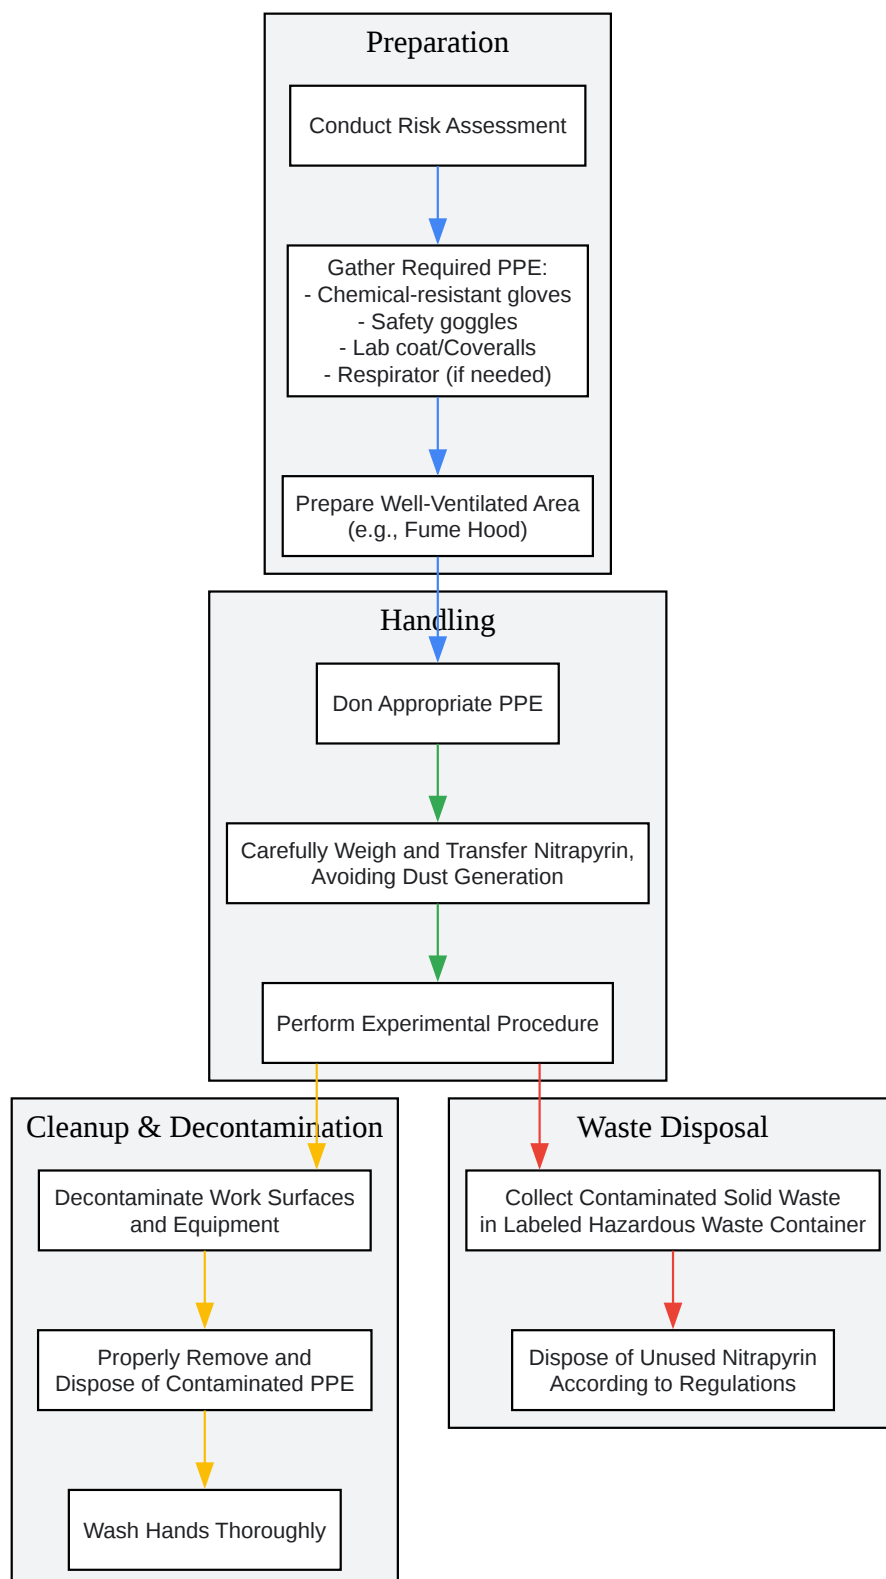 Preparation
Conduct Risk Assessment
Gather Required PPE:
- Chemical-resistant gloves
- Safety goggles
- Lab coat/Coveralls
- Respirator (if needed)
Prepare Well-Ventilated Area
(e.g., Fume Hood)
Handling
Don Appropriate PPE
Carefully Weigh and Transfer Nitrapyrin,
Avoiding Dust Generation
Perform Experimental Procedure
Cleanup & Decontamination
Decontaminate Work Surfaces
and Equipment
Properly Remove and
Dispose of Contaminated PPE
Wash Hands Thoroughly
Waste Disposal
Collect Contaminated Solid Waste
in Labeled Hazardous Waste Container
Dispose of Unused Nitrapyrin
According to Regulations